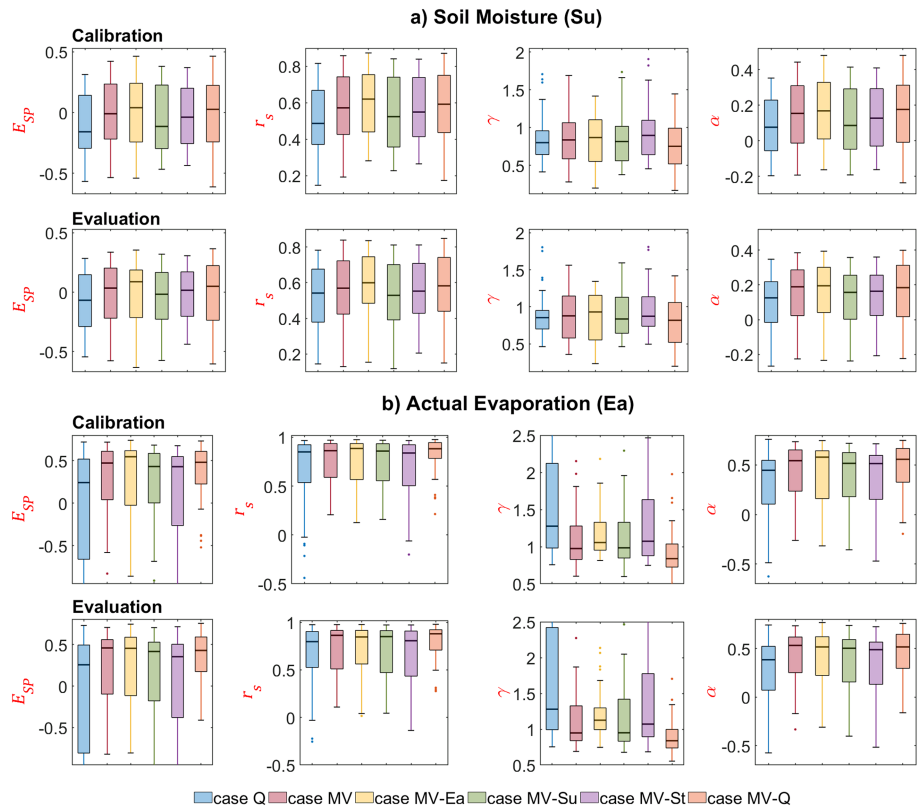 a) Soil Moisture (Su)
Calibration
E_SP
0.5
0
-0.5
r_s
0.8
0.6
0.4
0.2
γ
2
1.5
1
0.5
α
0.4
0.2
0
-0.2
Evaluation
E_SP
0.5
0
-0.5
r_s
0.8
0.6
0.4
0.2
γ
2
1.5
1
0.5
α
0.4
0.2
0
-0.2
b) Actual Evaporation (Ea)
Calibration
E_SP
0.5
0
-0.5
r_s
1
0.5
0
-0.5
γ
2.5
2
1.5
1
0.5
α
0.5
0
-0.5
Evaluation
E_SP
0.5
0
-0.5
r_s
1
0.5
0
-0.5
γ
2.5
2
1.5
1
0.5
α
0.5
0
-0.5
case Q case MV case MV-Ea case MV-Su case MV-St case MV-Q